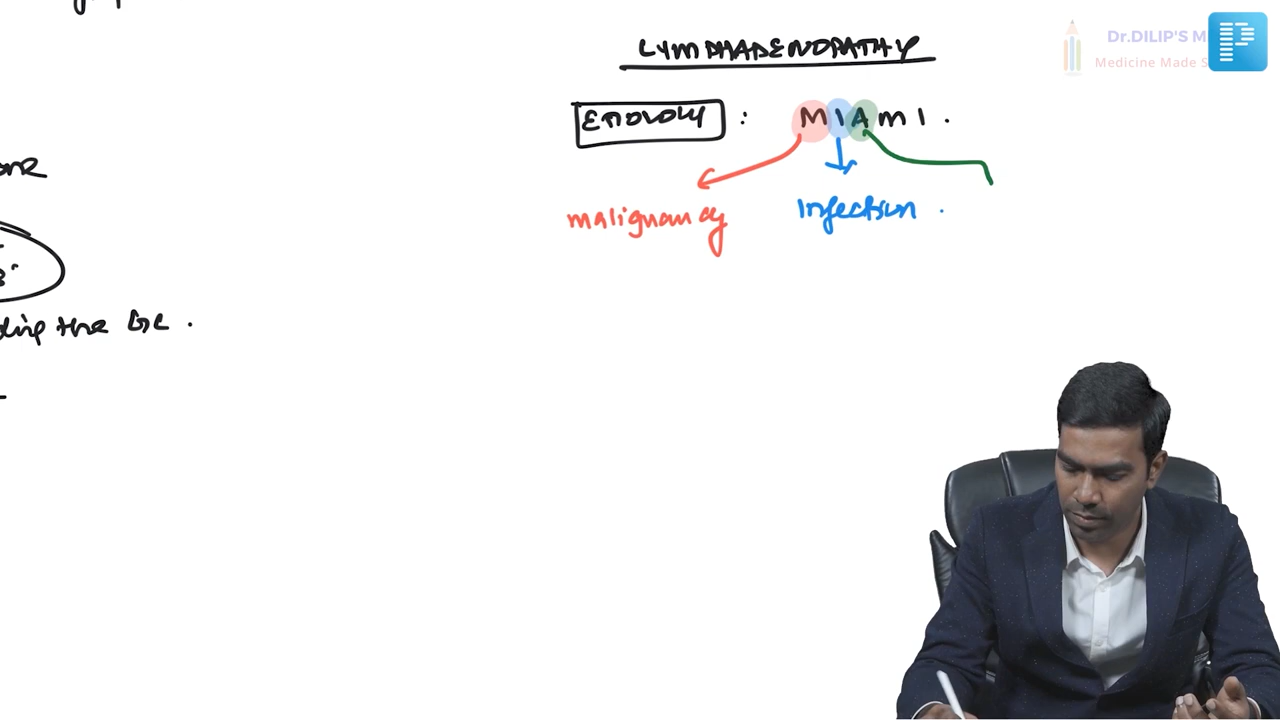 LYMPHADENOPATHY
Dr.DILIP'S M
Medicine Made S
ETIOLOGY : MIAMI.
malignancy
Infection.
ding the GC.